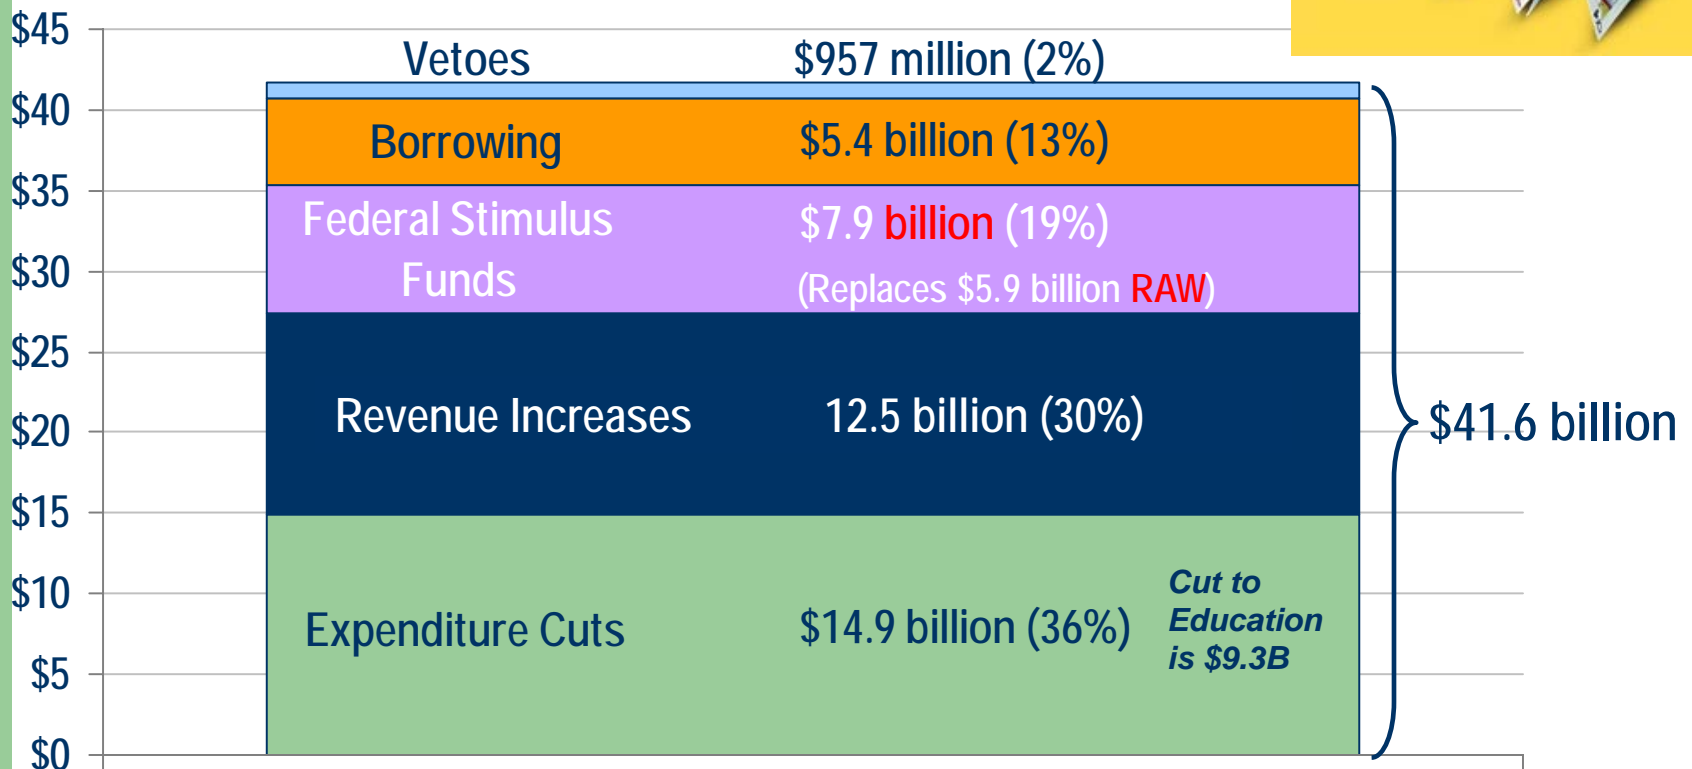 $45
Vetoes $957 million (2%)
$40
Borrowing $5.4 billion (13%)
$35
Federal Stimulus $7.9 billion (19%)
Funds (Replaces $5.9 billion RAW)
$30
$25
Revenue Increases 12.5 billion (30%)
$41.6 billion
$20
$15
$10
Cut to
Education
is $9.3B
Expenditure Cuts $14.9 billion (36%)
$5
$0